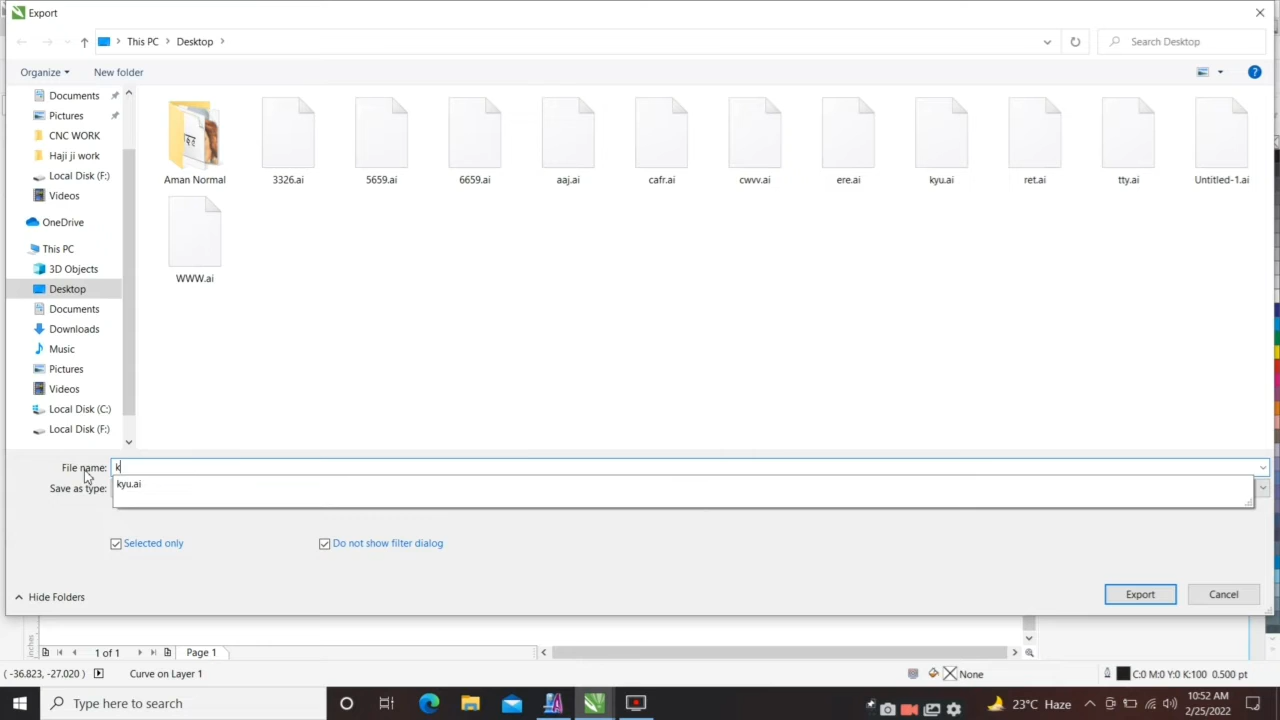 Export
This PC > Desktop >
Search Desktop
Organize
New folder
Documents
Pictures
CNC WORK
Haji ji work
Local Disk (F:)
Videos
OneDrive
This PC
3D Objects
Desktop
Documents
Downloads
Music
Pictures
Videos
Local Disk (C:)
Local Disk (F:)
Aman Normal
3326.ai
5659.ai
6659.ai
aaj.ai
cafr.ai
cwvv.ai
ere.ai
kyu.ai
ret.ai
tty.ai
Untitled-1.ai
WWW.ai
File name: k
kyu.ai
Save as type:
Selected only
Do not show filter dialog
Hide Folders
Export
Cancel
inches
1 of 1
Page 1
( -36.823, -27.020 )
Curve on Layer 1
None
C:0 M:0 Y:0 K:100 0.500 pt
Type here to search
23°C Haze
10:52 AM
2/25/2022